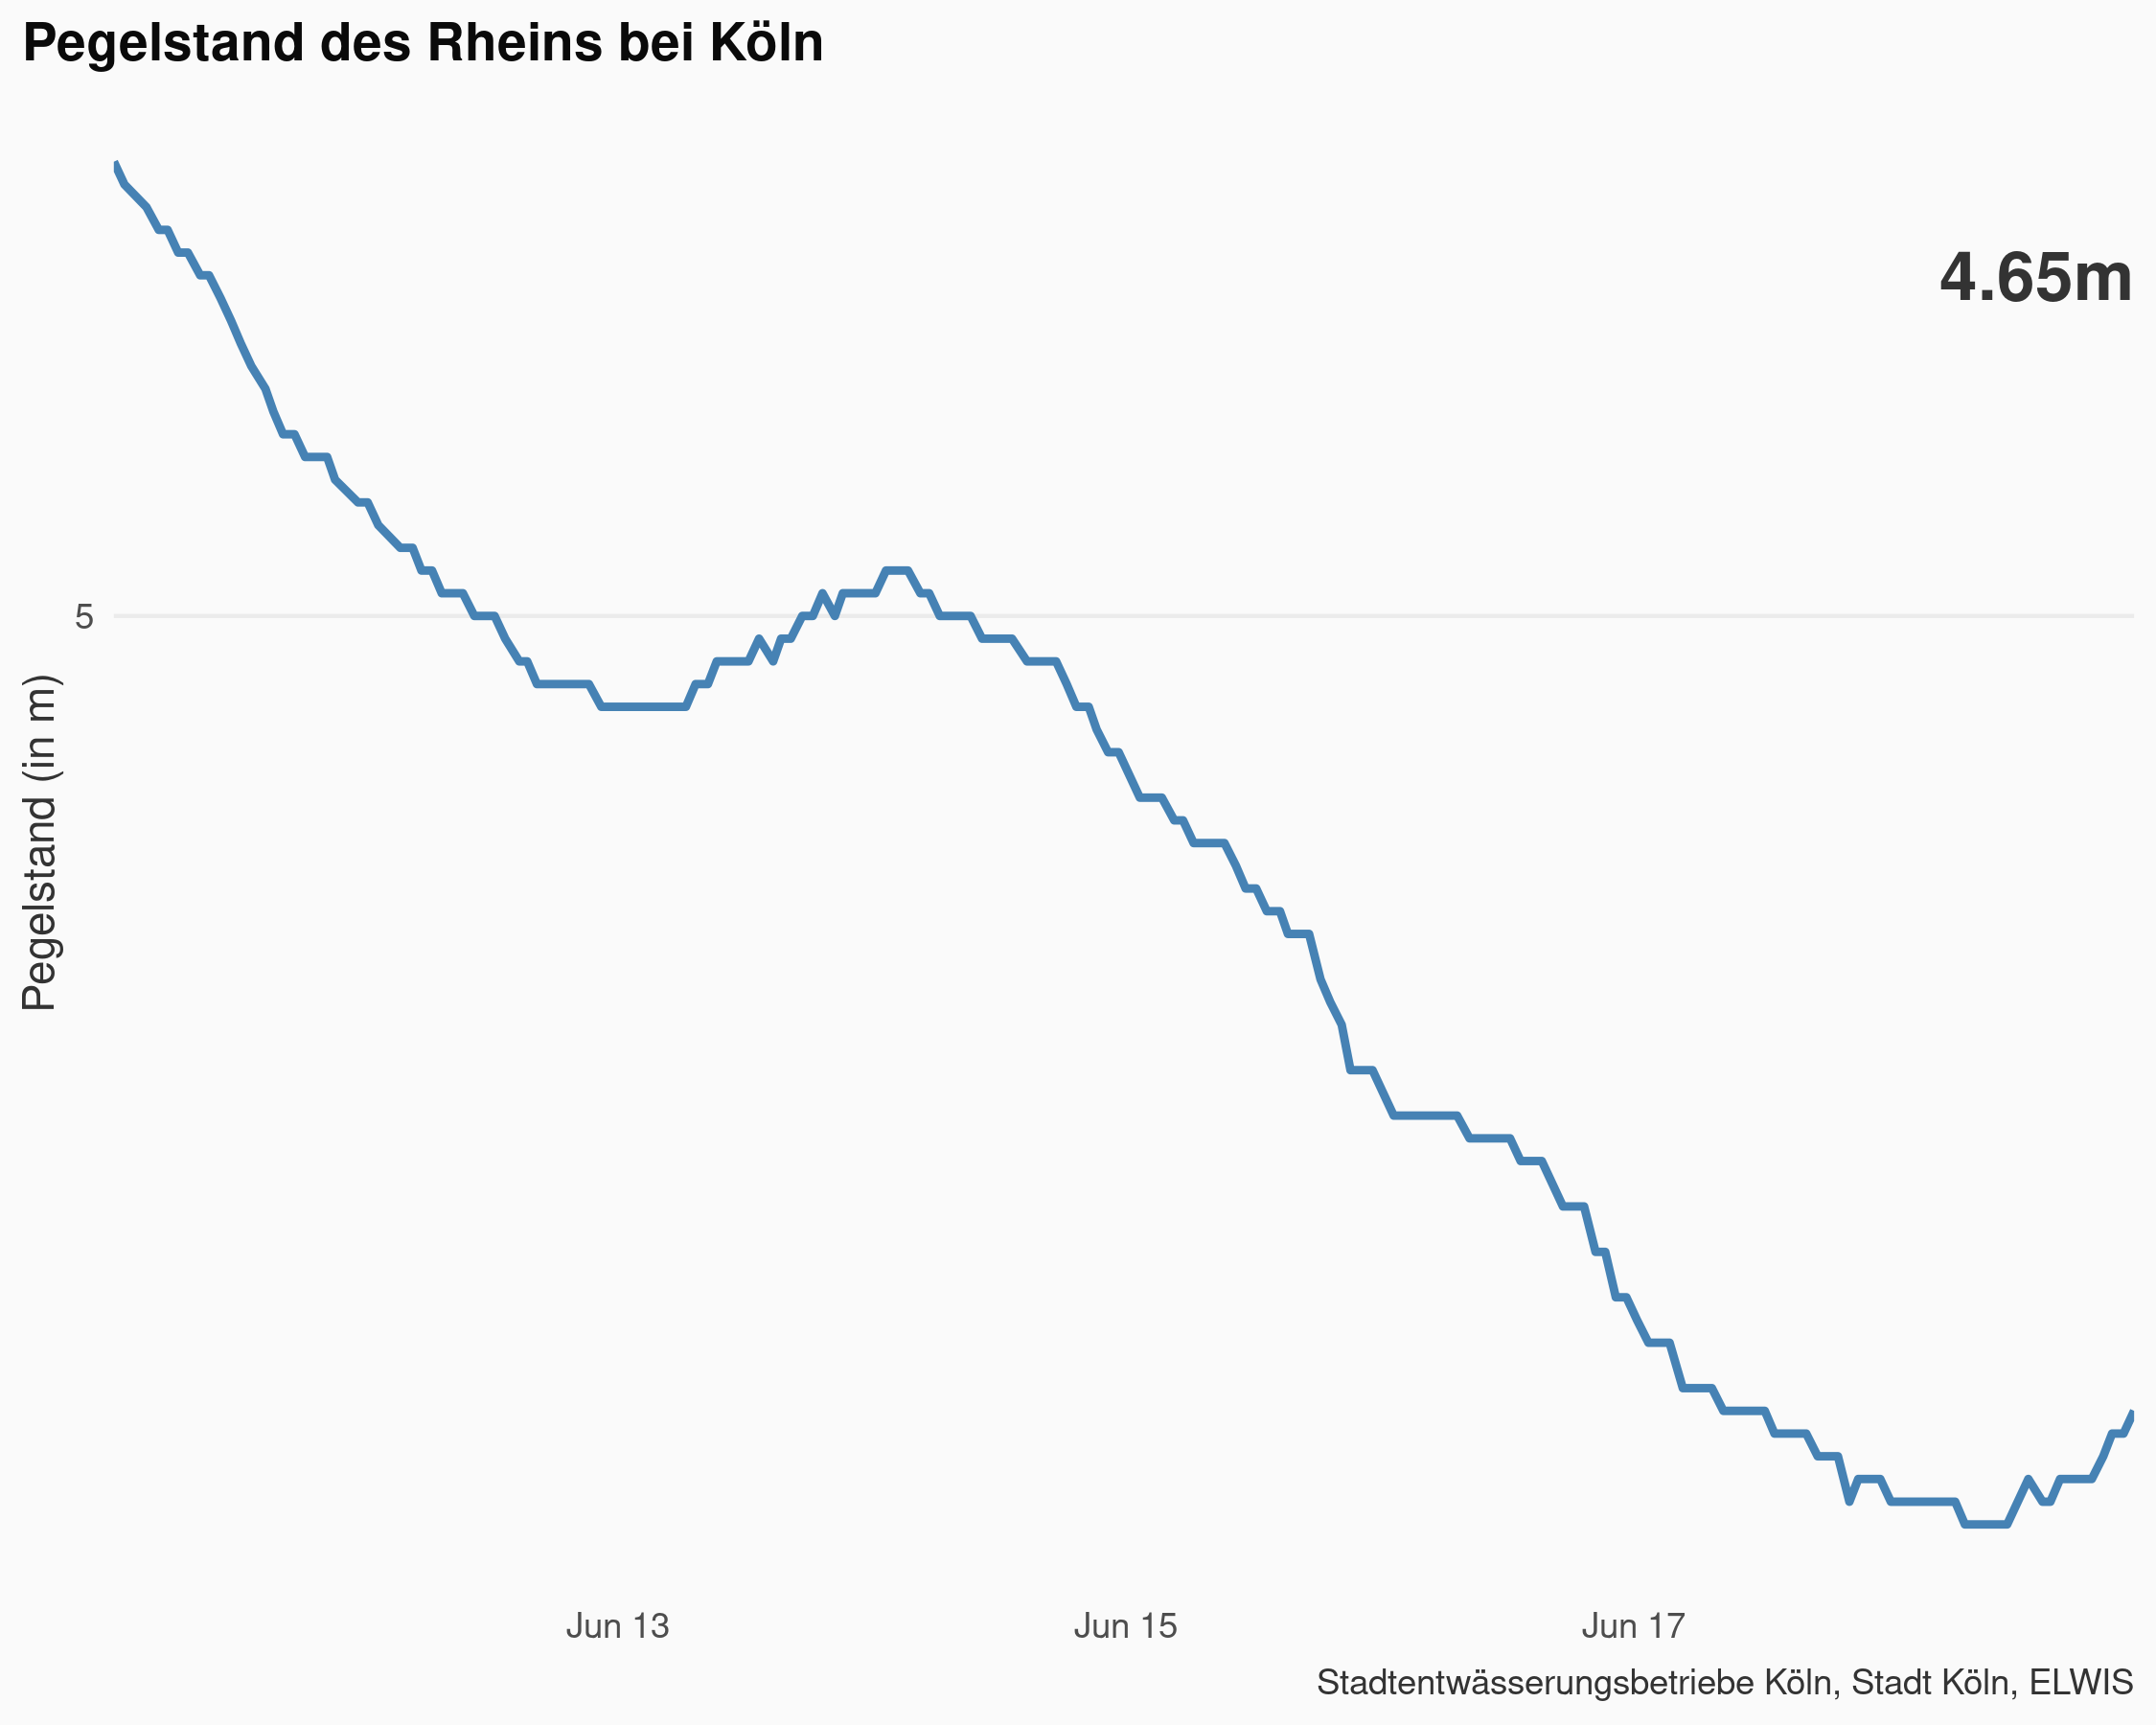 Pegelstand des Rheins bei Köln
4.65m
5
Pegelstand (in m)
Jun 13
Jun 15
Jun 17
Stadtentwässerungsbetriebe Köln, Stadt Köln, ELWIS